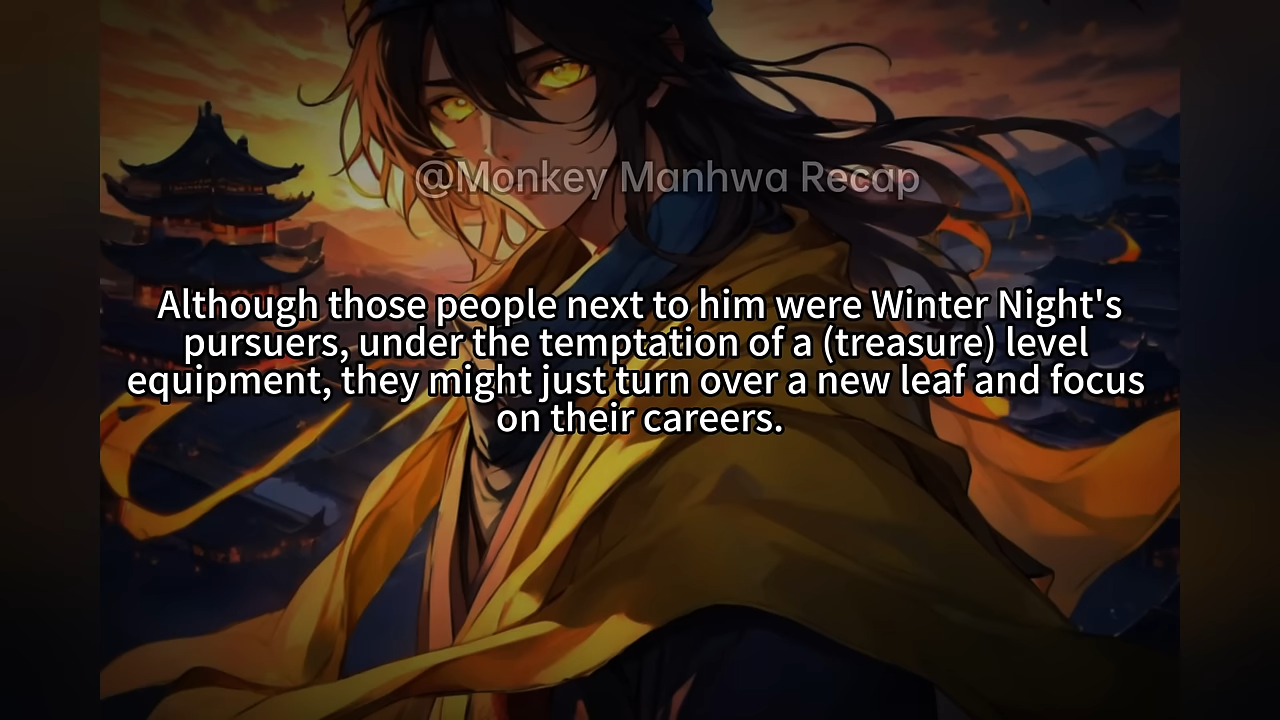 @Monkey Manhwa Recap
Although those people next to him were Winter Night's
pursuers, under the temptation of a (treasure) level
equipment, they might just turn over a new leaf and focus
on their careers.